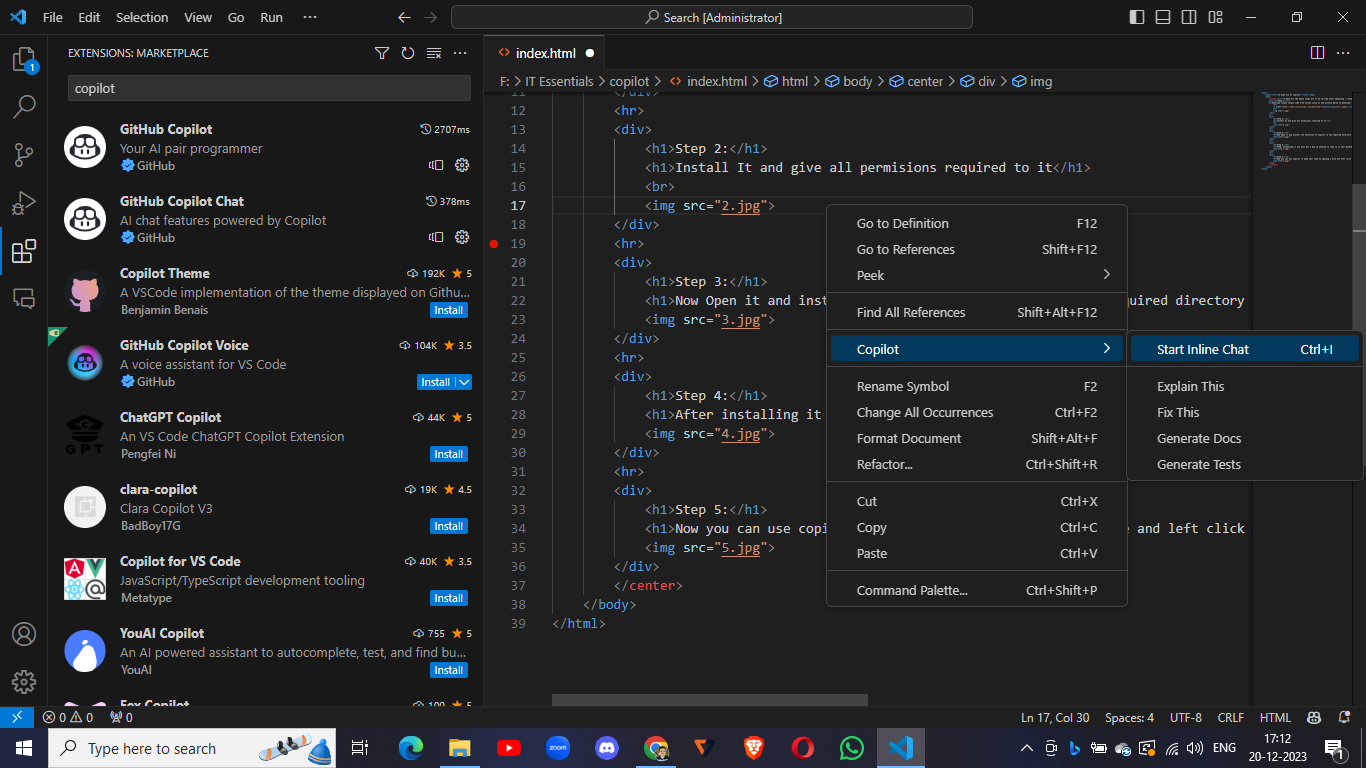 File Edit Selection View Go Run ···
Search [Administrator]
EXTENSIONS: MARKETPLACE
1
copilot
GitHub Copilot 2707ms
Your AI pair programmer
GitHub
GitHub Copilot Chat 378ms
AI chat features powered by Copilot
GitHub
Copilot Theme 192K 5
A VSCode implementation of the theme displayed on Githu...
Benjamin Benais Install
GitHub Copilot Voice 104K 3.5
A voice assistant for VS Code
GitHub Install
ChatGPT Copilot 44K 5
An VS Code ChatGPT Copilot Extension
GPT
Pengfei Ni Install
clara-copilot 19K 4.5
Clara Copilot V3
BadBoy17G Install
Copilot for VS Code 40K 3.5
JavaScript/TypeScript development tooling
Metatype Install
YouAI Copilot 755 5
An AI powered assistant to autocomplete, test, and find bu...
YouAI Install
index.html
F: > IT Essentials > copilot > index.html > html > body > center > div > img
11 </div>
12 <hr>
13 <div>
14 <h1>Step 2:</h1>
15 <h1>Install It and give all permisions required to it</h1>
16 <br>
17 <img src="2.jpg">
18 </div>
19 <hr>
20 <div>
21 <h1>Step 3:</h1>
22 <h1>Now Open it and inst quired directory
23 <img src="3.jpg">
24 </div>
25 <hr>
26 <div>
27 <h1>Step 4:</h1>
28 <h1>After installing it
29 <img src="4.jpg">
30 </div>
31 <hr>
32 <div>
33 <h1>Step 5:</h1>
34 <h1>Now you can use copi e and left click
35 <img src="5.jpg">
36 </div>
37 </center>
38 </body>
39 </html>
Go to Definition F12
Go to References Shift+F12
Peek
Find All References Shift+Alt+F12
Copilot
Rename Symbol F2
Change All Occurrences Ctrl+F2
Format Document Shift+Alt+F
Refactor... Ctrl+Shift+R
Cut Ctrl+X
Copy Ctrl+C
Paste Ctrl+V
Command Palette... Ctrl+Shift+P
Start Inline Chat Ctrl+I
Explain This
Fix This
Generate Docs
Generate Tests
0 0 0
Ln 17, Col 30 Spaces: 4 UTF-8 CRLF HTML
Type here to search
zoom
ENG
17:12
20-12-2023
1